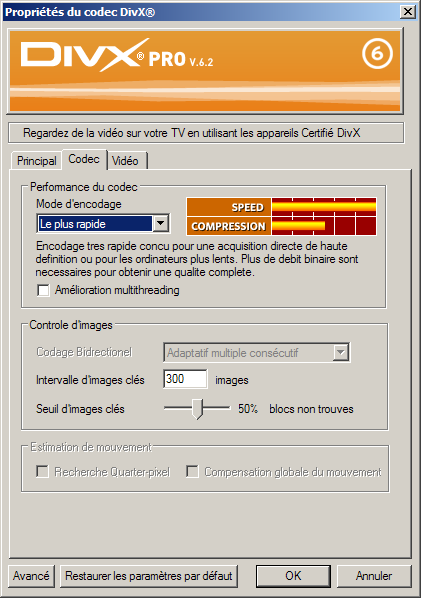 Propriétés du codec DivX®
DIVX® PRO V.6.2
6
Regardez de la vidéo sur votre TV en utilisant les appareils Certifié DivX
Principal Codec Vidéo
Perfomance du codec
Mode d'encodage
Le plus rapide
SPEED
COMPRESSION
Encodage tres rapide concu pour une acquisition directe de haute
definition ou pour les ordinateurs plus lents. Plus de debit binaire sont
necessaires pour obtenir une qualite complete.
Amélioration multithreading
Controle d'images
Codage Bidirectionel Adaptatif multiple consécutif
Intervalle d'images clés 300 images
Seuil d'images clés 50% blocs non trouves
Estimation de mouvement
Recherche Quarter-pixel Compensation globale du mouvement
Avancé Restaurer les paramètres par défaut OK Annuler